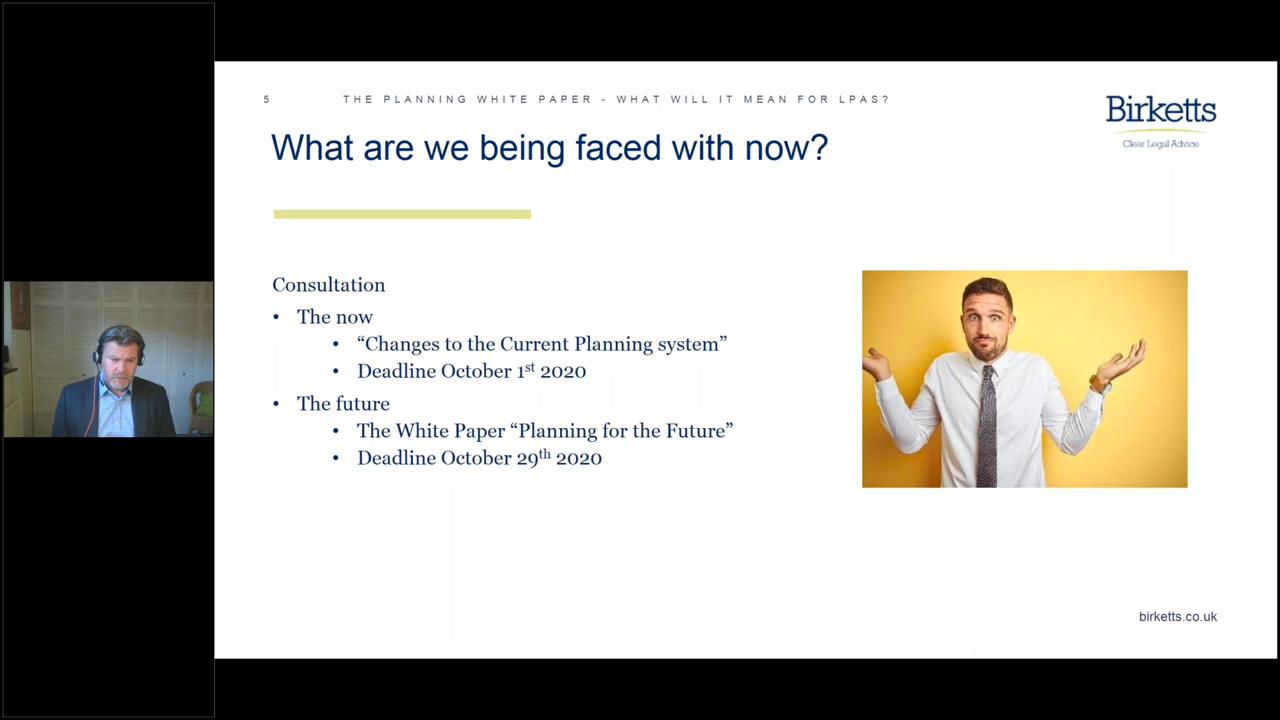 5 THE PLANNING WHITE PAPER - WHAT WILL IT MEAN FOR LPAS?
Birketts
Clear Legal Advice
What are we being faced with now?
Consultation
• The now
• “Changes to the Current Planning system”
• Deadline October 1st 2020
• The future
• The White Paper “Planning for the Future”
• Deadline October 29th 2020
birketts.co.uk